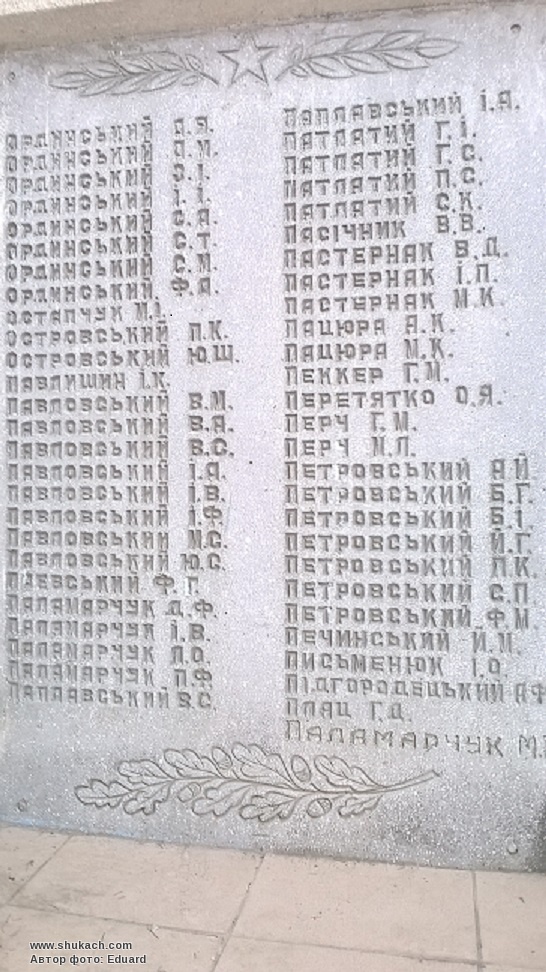 ОРДИНСЬКИЙ А.Я.
ОРДИНСЬКИЙ Л.М.
ОРДИНСЬКИЙ О.І.
ОРДИНСЬКИЙ І.І.
ОРДИНСЬКИЙ С.А.
ОРДИНСЬКИЙ С.Т.
ОРДИНСЬКИЙ С.М.
ОРДИНСЬКИЙ Ф.А.
ОСТАПЧУК М.І.
ОСТРОВСЬКИЙ П.К.
ОСТРОВСЬКИЙ Ю.Ш.
ПАВЛИШИН І.К.
ПАВЛОВСЬКИЙ В.М.
ПАВЛОВСЬКИЙ В.А.
ПАВЛОВСЬКИЙ В.С.
ПАВЛОВСЬКИЙ І.А.
ПАВЛОВСЬКИЙ І.В.
ПАВЛОВСЬКИЙ І.Ф.
ПАВЛОВСЬКИЙ М.С.
ПАВЛОВСЬКИЙ Ю.С.
Ф.Г.
ПАЛАМАРЧУК Д.Ф.
ПАЛАМАРЧУК І.В.
ПАЛАМАРЧУК Л.О.
ПАЛАМАРЧУК П.Ф.
ПАПЛАВСЬКИЙ В.С.
ПАПЛАВСЬКИЙ І.А.
ПАТЛАТИЙ Г.І.
ПАТЛАТИЙ Г.С.
ПАТЛАТИЙ П.С.
ПАТЛАТИЙ С.К.
ПАСІЧНИК В.В.
ПАСТЕРНАК В.Д.
ПАСТЕРНАК І.П.
ПАСТЕРНАК М.К.
ПАЦЮРА А.К.
ПАЦЮРА М.К.
ПЕККЕР Г.М.
ПЕРЕТЯТКО О.Я.
ПЕРЧ Г.М.
ПЕРЧ М.Л.
ПЕТРОВСЬКИЙ А.Й.
ПЕТРОВСЬКИЙ Б.Г.
ПЕТРОВСЬКИЙ Б.І.
ПЕТРОВСЬКИЙ Й.Г.
ПЕТРОВСЬКИЙ П.К.
ПЕТРОВСЬКИЙ С.П.
ПЕТРОВСЬКИЙ Ф.М.
ПЕЧИНСЬКИЙ Й.М.
ПИСЬМЕНЮК І.О.
ПІДГОРОДЕЦЬКИЙ А.Ф.
ПЛАЦ Г.Д.
ПАЛАМАРЧУК М.
www.shukach.com
Автор фото: Eduard